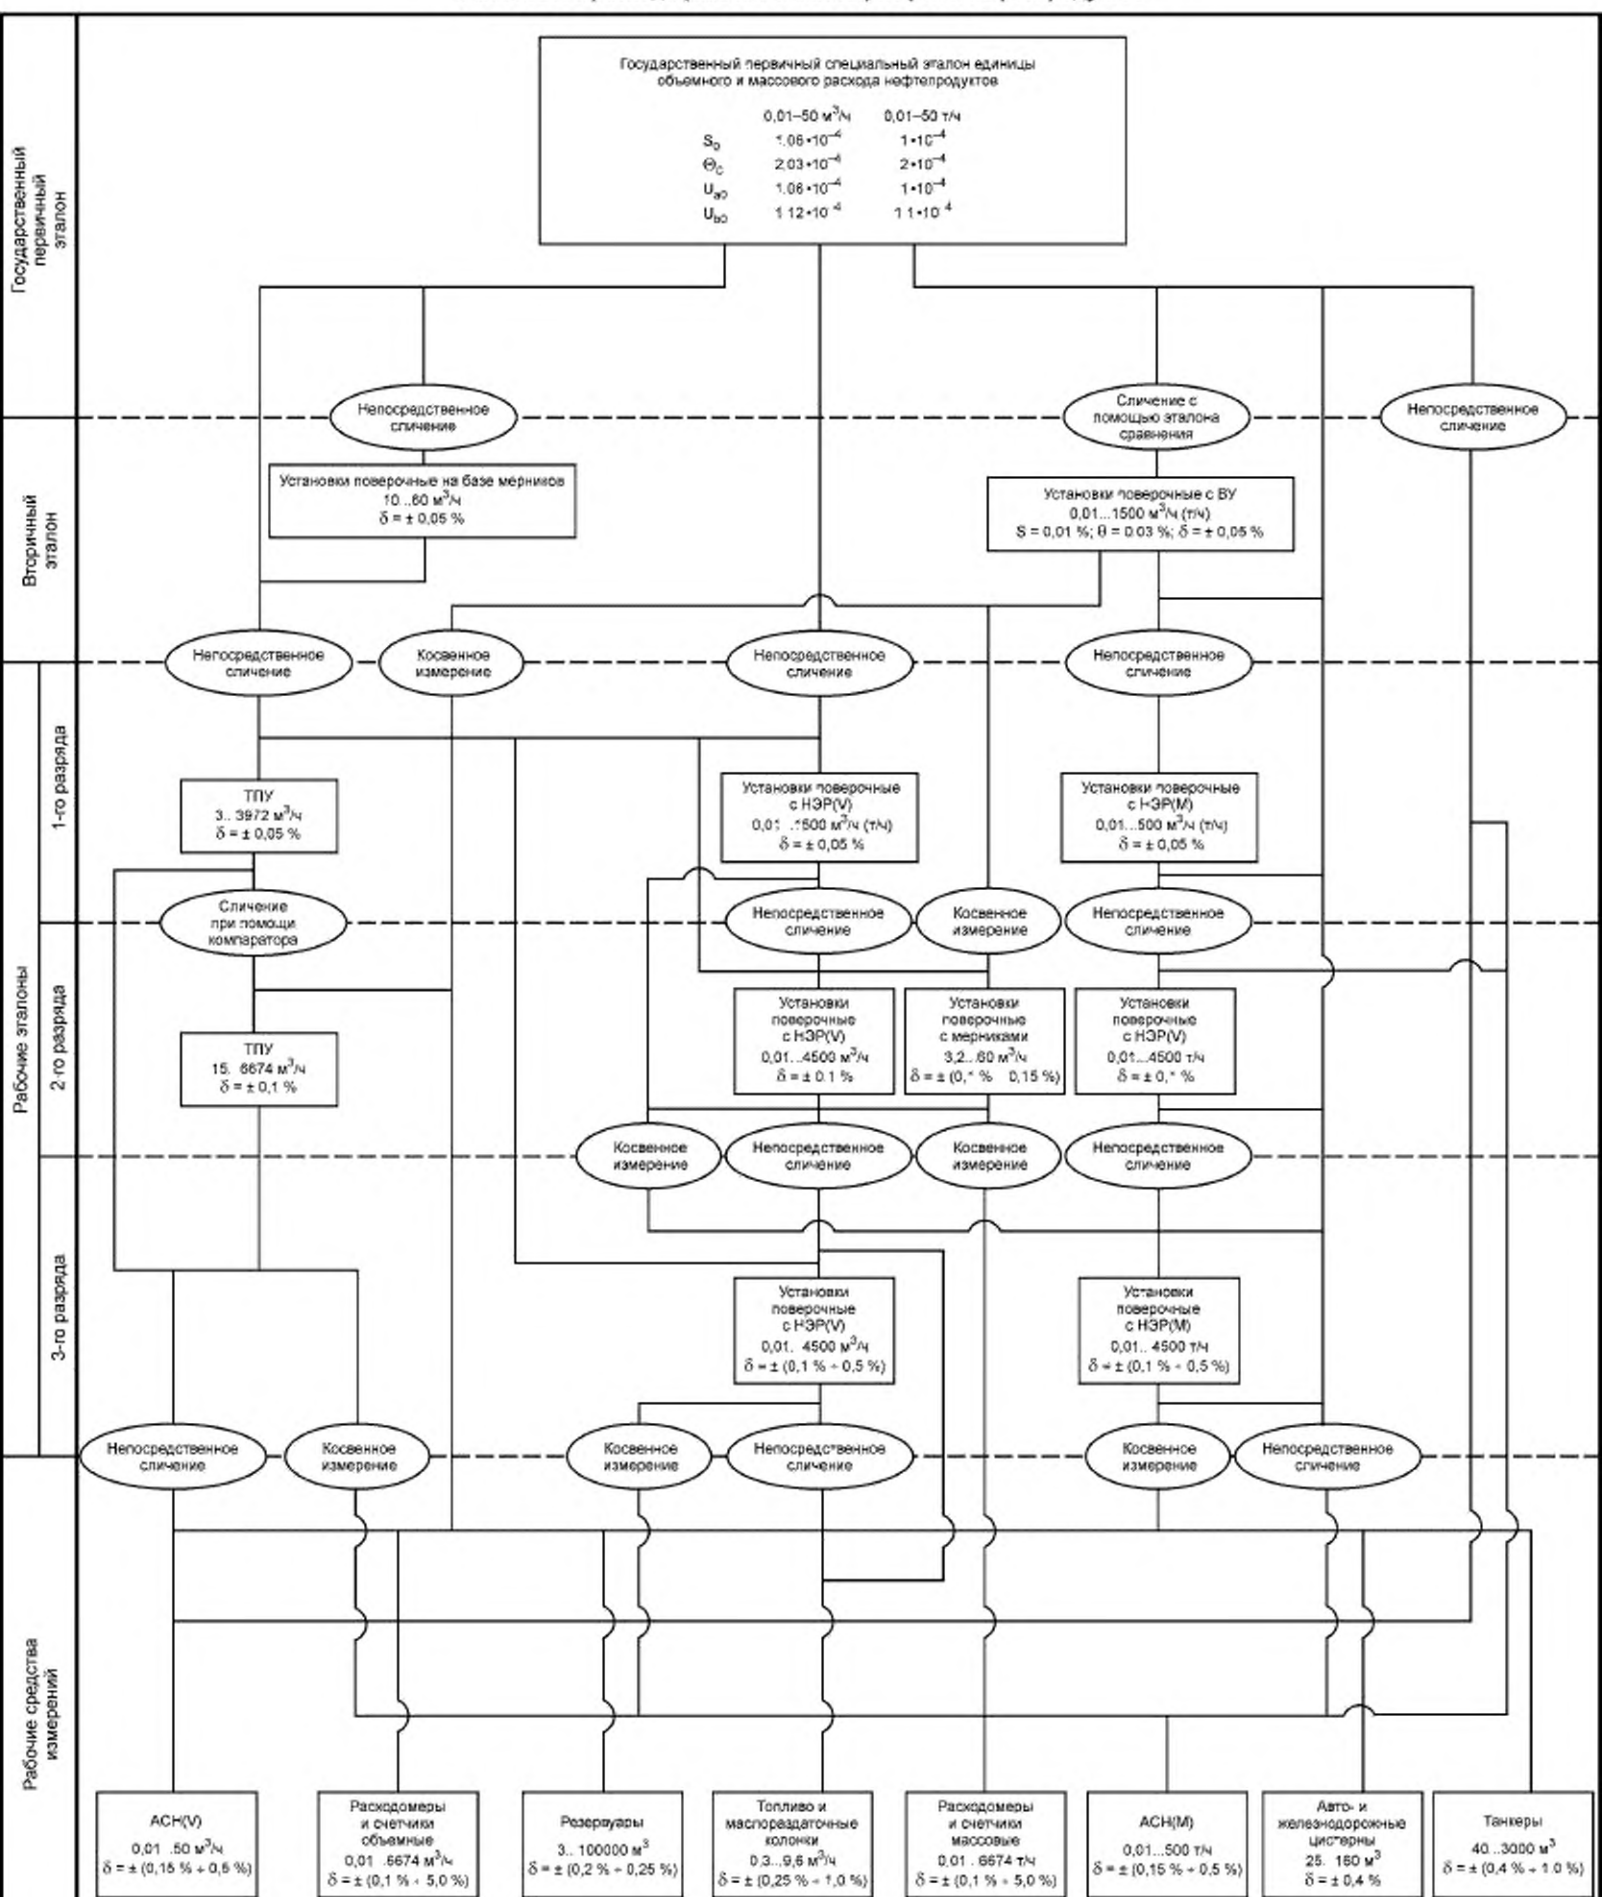 Государственный первичный эталон
Государственный первичный специальный эталон единицы
объемного и массового расхода нефтепродуктов
0,01–50 м³/ч 0,01–50 т/ч
S₀ 1.06•10⁻⁴ 1•10⁻⁴
Θc 2,03•10⁻⁴ 2•10⁻⁴
Ua0 1.06•10⁻⁴ 1•10⁻⁴
Ub0 1 12•10⁻⁴ 1 1•10⁻⁴
Непосредственное
сличение
Сличение с
помощью эталона
сравнения
Непосредственное
сличение
Вторичный эталон
Установки поверочные на базе мерников
10...60 м³/ч
δ = ± 0,05 %
Установки поверочные с ВУ
0,01...1500 м³/ч (т/ч)
S = 0,01 %; θ = 0.03 %; δ = ± 0,05 %
Непосредственное
сличение
Косвенное
измерение
Непосредственное
сличение
Непосредственное
сличение
Рабочие эталоны
1-го разряда
ТПУ
3.. 3972 м³/ч
δ = ± 0,05 %
Установки поверочные
с НЭР(V)
0,01 ..1500 м³/ч (т/ч)
δ = ± 0,05 %
Установки поверочные
с НЭР(М)
0,01...500 м³/ч (т/ч)
δ = ± 0,05 %
Сличение
при помощи
компаратора
Непосредственное
сличение
Косвенное
измерение
Непосредственное
сличение
2-го разряда
ТПУ
15. 6674 м³/ч
δ = ± 0,1 %
Установки
поверочные
с НЭР(V)
0,01...4500 м³/ч
δ = ± 0.1 %
Установки
поверочные
с мерниками
3,2...60 м³/ч
δ = ± (0,1 % 0,15 %)
Установки
поверочные
с НЭР(V)
0,01...4500 т/ч
δ = ± 0,1 %
Косвенное
измерение
Непосредственное
сличение
Косвенное
измерение
Непосредственное
сличение
3-го разряда
Установки
поверочные
с НЭР(V)
0,01.. 4500 м³/ч
δ = ± (0,1 % ÷ 0,5 %)
Установки
поверочные
с НЭР(М)
0,01.. 4500 т/ч
δ = ± (0,1 % ÷ 0,5 %)
Непосредственное
сличение
Косвенное
измерение
Косвенное
измерение
Непосредственное
сличение
Косвенное
измерение
Непосредственное
сличение
Рабочие средства измерений
АСН(V)
0,01 ..50 м³/ч
δ = ± (0,15 % ÷ 0,5 %)
Расходомеры
и счетчики
объемные
0,01 ..6674 м³/ч
δ = ± (0,1 % ÷ 5,0 %)
Резервуары
3.. 100000 м³
δ = ± (0,2 % ÷ 0,25 %)
Топливо и
маслораздаточные
колонки
0,3...9,6 м³/ч
δ = ± (0,25 % ÷ 1,0 %)
Расходомеры
и счетчики
массовые
0,01 . 6674 т/ч
δ = ± (0,1 % ÷ 5,0 %)
АСН(М)
0,01...500 т/ч
δ = ± (0,15 % ÷ 0,5 %)
Авто- и
железнодорожные
цистерны
25. 160 м³
δ = ± 0,4 %
Танкеры
40...3000 м³
δ = ± (0,4 % ÷ 1.0 %)